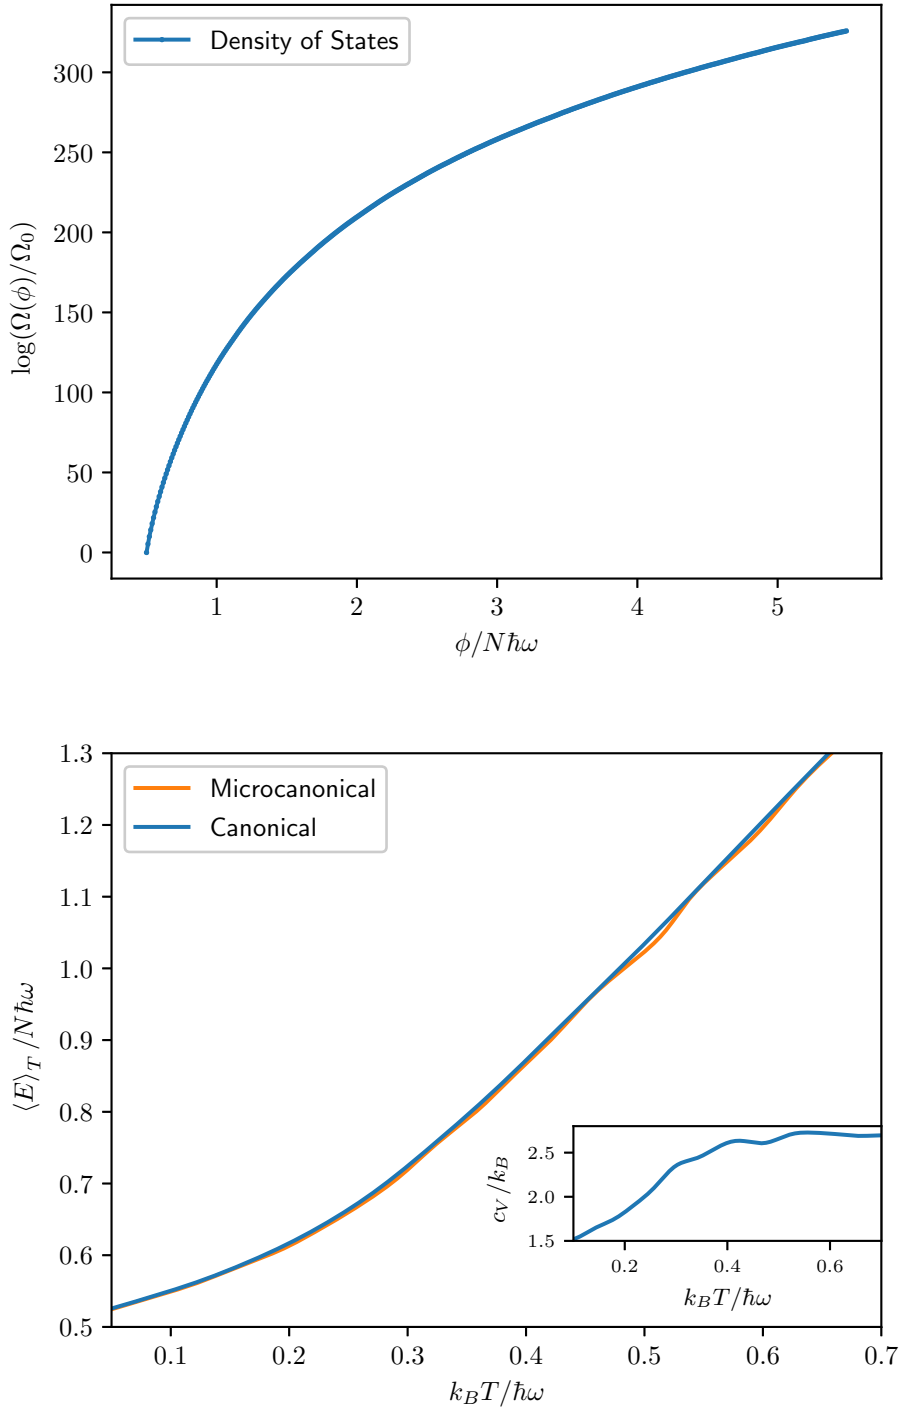 Density of States
300
250
200
150
100
50
0
log(Ω(ϕ)/Ω₀)
1 2 3 4 5
ϕ/Nħω
1.3
1.2
1.1
1.0
0.9
0.8
0.7
0.6
0.5
⟨E⟩_T/Nħω
Microcanonical
Canonical
2.5
2.0
1.5
c_V/k_B
0.2 0.4 0.6
k_BT/ħω
0.1 0.2 0.3 0.4 0.5 0.6 0.7
k_BT/ħω